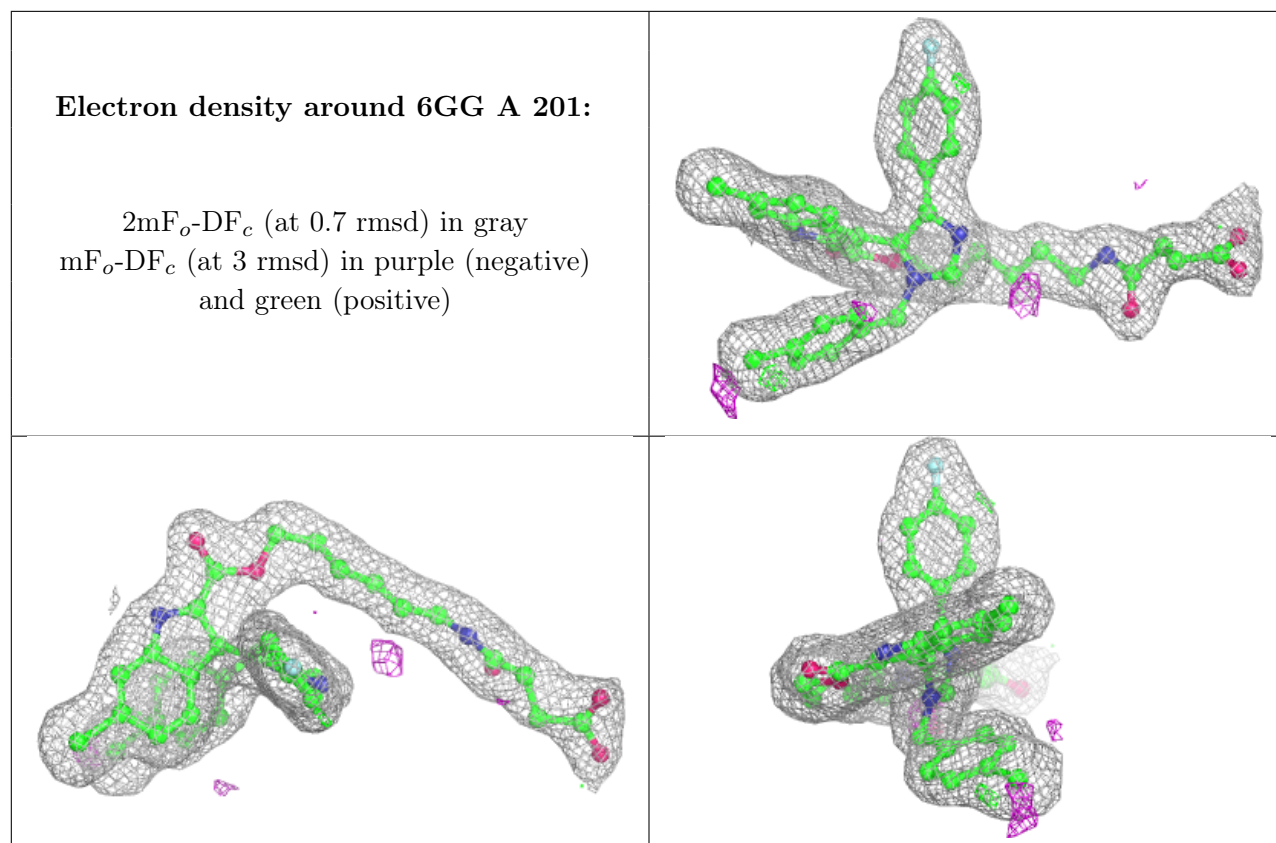 Electron density around 6GG A 201:
2mFₒ-DF𝒸 (at 0.7 rmsd) in gray
mFₒ-DF𝒸 (at 3 rmsd) in purple (negative)
and green (positive)